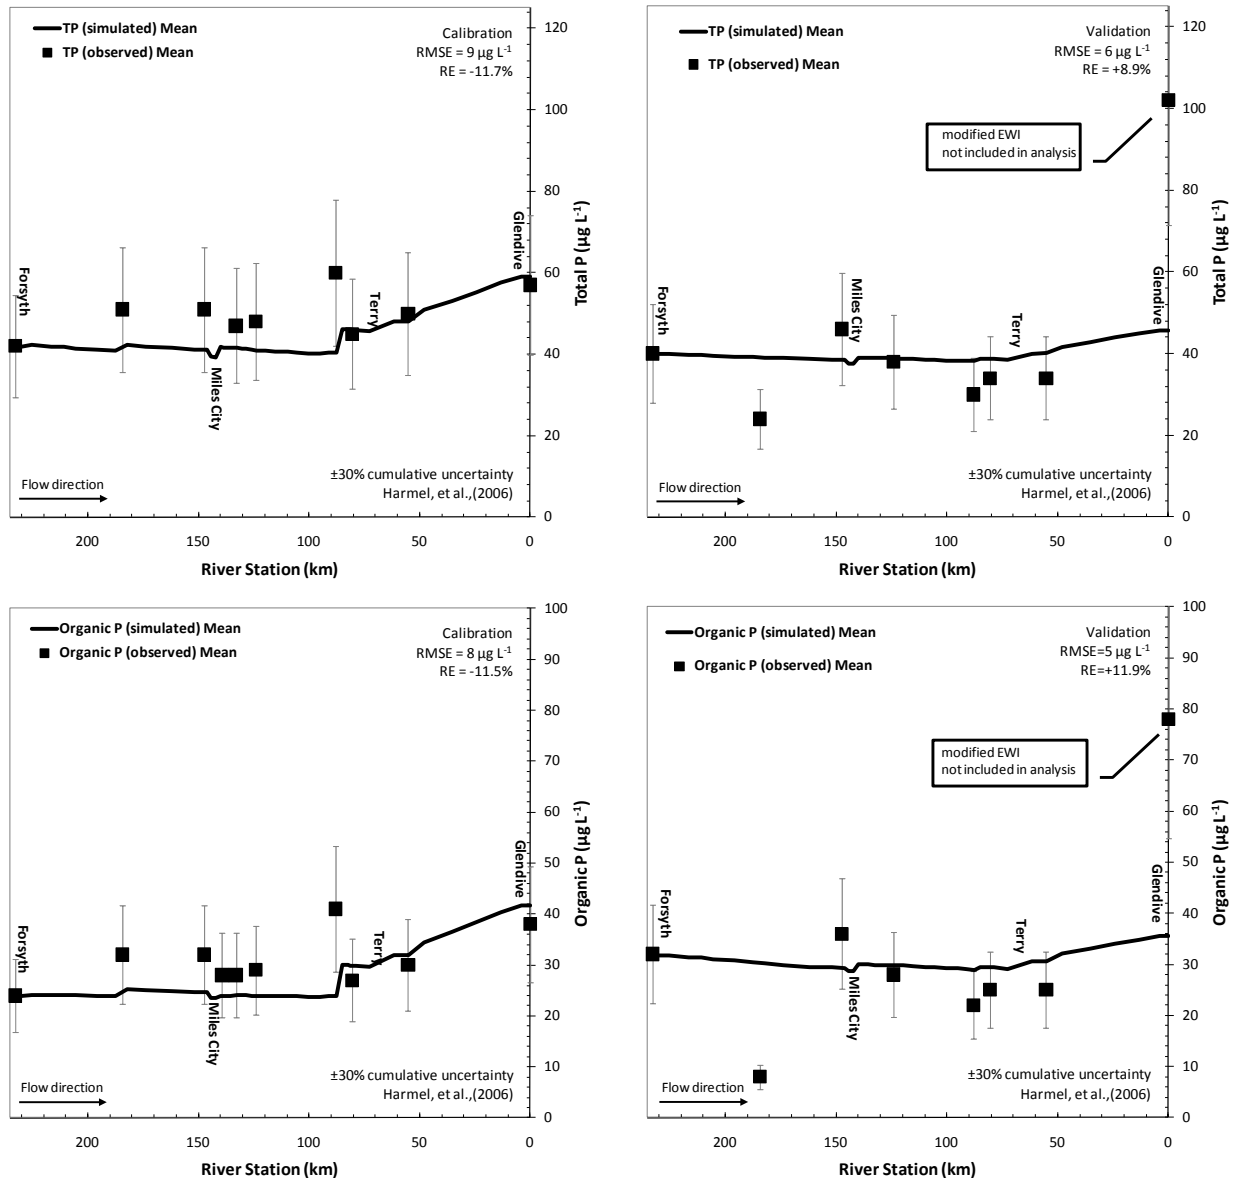 TP (simulated) Mean
TP (observed) Mean
Calibration
RMSE = 9 µg L-1
RE = -11.7%
120
100
80
60
40
20
0
Total P (µg L-1)
Forsyth
Miles City
Terry
Glendive
Flow direction
±30% cumulative uncertainty
Harmel, et al.,(2006)
200 150 100 50 0
River Station (km)
TP (simulated) Mean
TP (observed) Mean
Validation
RMSE = 6 µg L-1
RE = +8.9%
modified EWI
not included in analysis
120
100
80
60
40
20
0
Total P (µg L-1)
Forsyth
Miles City
Terry
Glendive
Flow direction
±30% cumulative uncertainty
Harmel, et al.,(2006)
200 150 100 50 0
River Station (km)
Organic P (simulated) Mean
Organic P (observed) Mean
Calibration
RMSE = 8 µg L-1
RE = -11.5%
100
90
80
70
60
50
40
30
20
10
0
Organic P (µg L-1)
Forsyth
Miles City
Terry
Glendive
Flow direction
±30% cumulative uncertainty
Harmel, et al.,(2006)
200 150 100 50 0
River Station (km)
Organic P (simulated) Mean
Organic P (observed) Mean
Validation
RMSE=5 µg L-1
RE=+11.9%
modified EWI
not included in analysis
100
90
80
70
60
50
40
30
20
10
0
Organic P (µg L-1)
Forsyth
Miles City
Terry
Glendive
Flow direction
±30% cumulative uncertainty
Harmel, et al.,(2006)
200 150 100 50 0
River Station (km)